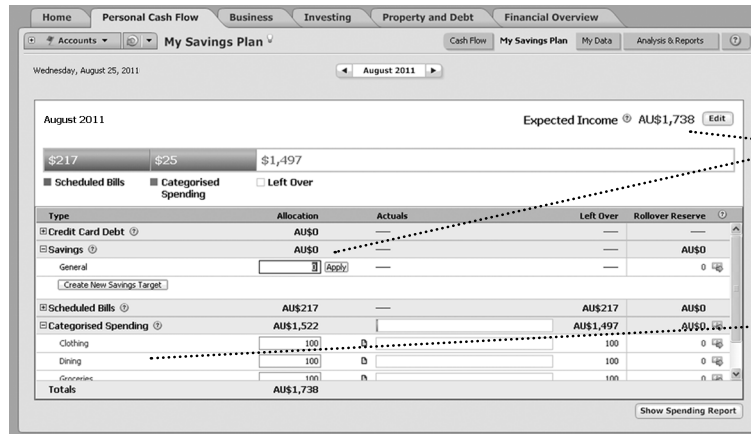 Home Personal Cash Flow Business Investing Property and Debt Financial Overview
Accounts My Savings Plan Cash Flow My Savings Plan My Data Analysis & Reports ?
Wednesday, August 25, 2011 August 2011
August 2011 Expected Income ? AU$1,738 Edit
$217 $25 $1,497
Scheduled Bills Categorised Left Over
Spending
Type Allocation Actuals Left Over Rollover Reserve ?
Credit Card Debt ? AU$0 — — —
Savings ? AU$0 — — AU$0
General 0 Apply — — 0
Create New Savings Target
Scheduled Bills ? AU$217 — AU$217 AU$0
Categorised Spending ? AU$1,522 AU$1,497 AU$0
Clothing 100 100 0
Dining 100 100 0
Groceries 100 100 0
Totals AU$1,738
Show Spending Report